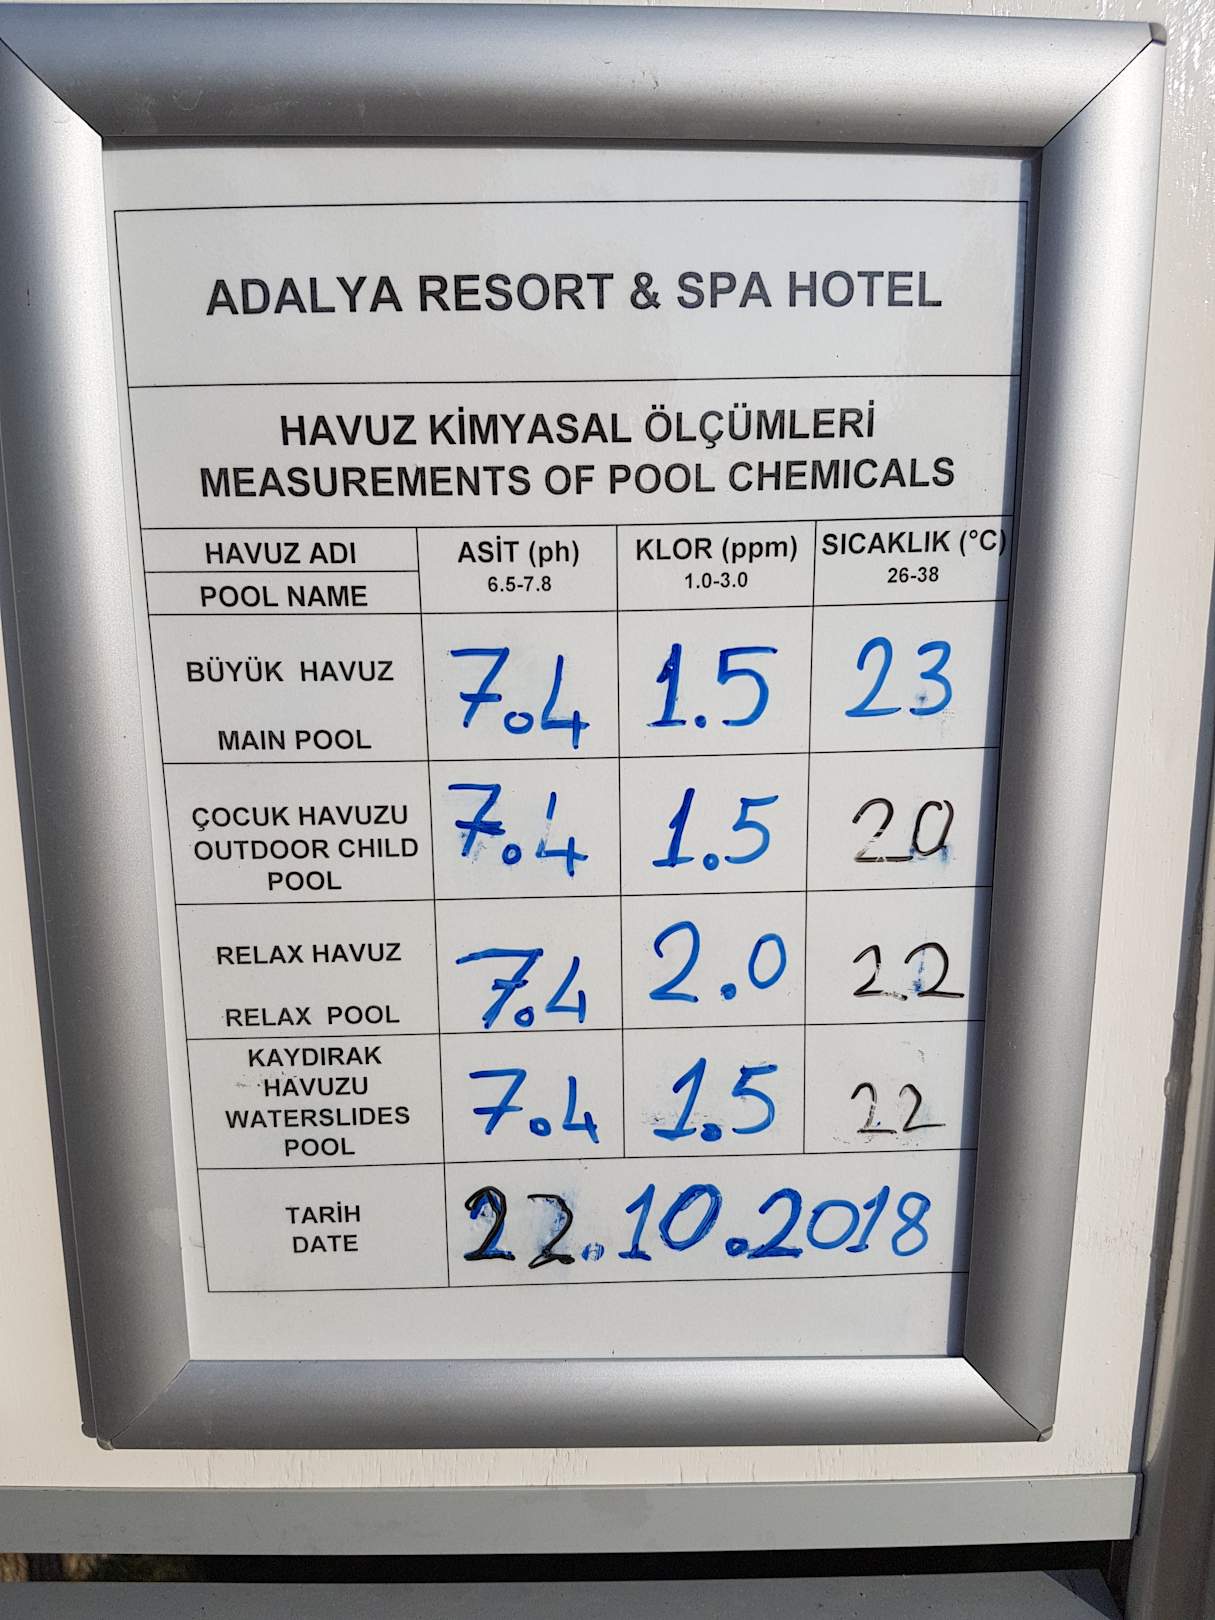 ADALYA RESORT & SPA HOTEL
HAVUZ KİMYASAL ÖLÇÜMLERİ
MEASUREMENTS OF POOL CHEMICALS
HAVUZ ADI
POOL NAME
ASİT (ph)
6.5-7.8
KLOR (ppm)
1.0-3.0
SICAKLIK (°C)
26-38
BÜYÜK HAVUZ
MAIN POOL
7.4
1.5
23
ÇOCUK HAVUZU
OUTDOOR CHILD
POOL
7.4
1.5
20
RELAX HAVUZ
RELAX POOL
7.4
2.0
22
KAYDIRAK
HAVUZU
WATERSLIDES
POOL
7.4
1.5
22
TARİH
DATE
22.10.2018